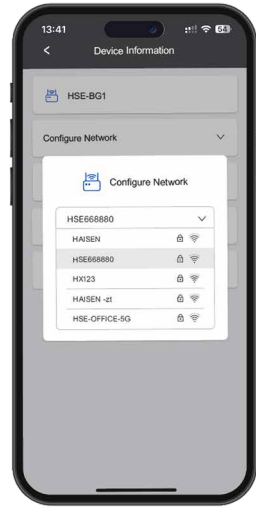 13:41
54
Device Information
HSE-BG1
Configure Network
Configure Network
HSE668880
HAISEN
HSE668880
HX123
HAISEN -zt
HSE-OFFICE-5G